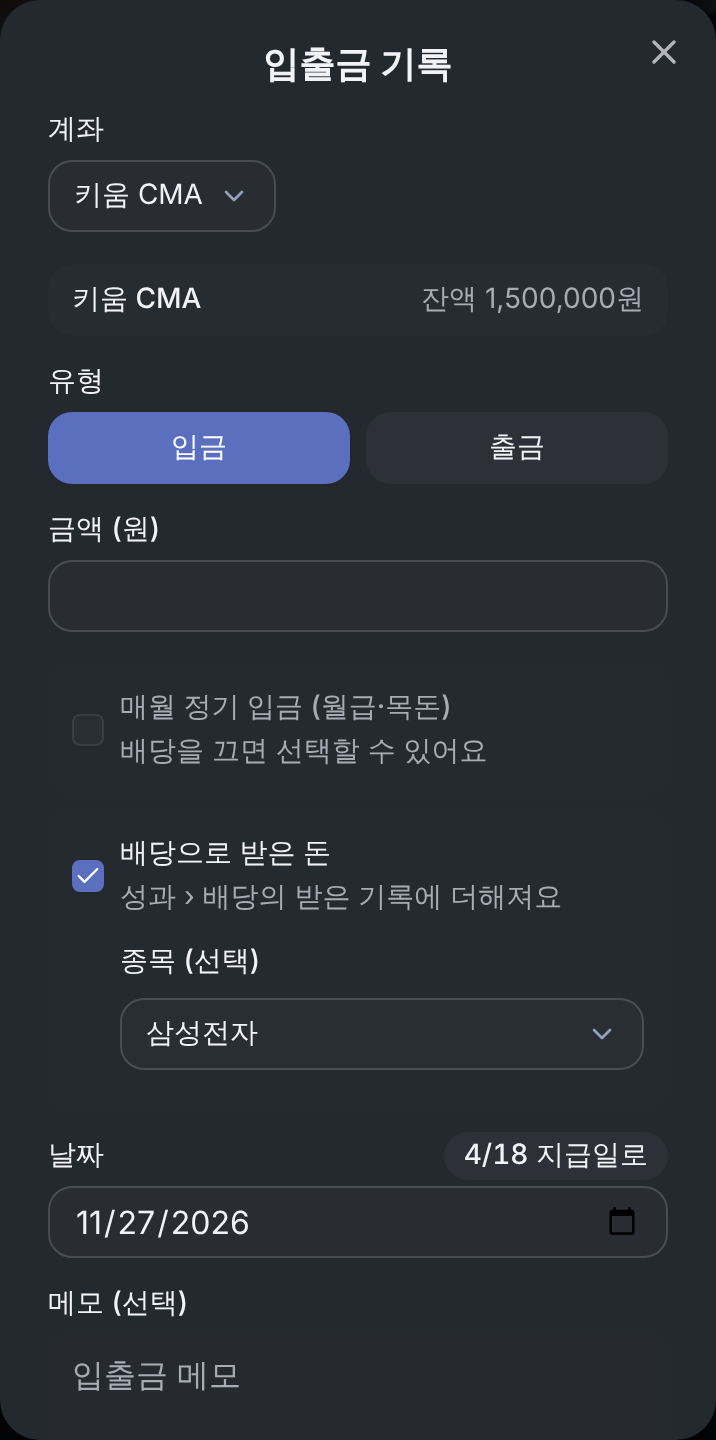 입출금 기록
계좌
키움 CMA
키움 CMA 잔액 1,500,000원
유형
입금 출금
금액 (원)
매월 정기 입금 (월급·목돈)
배당을 끄면 선택할 수 있어요
배당으로 받은 돈
성과 › 배당의 받은 기록에 더해져요
종목 (선택)
삼성전자
날짜 4/18 지급일로
11/27/2026
메모 (선택)
입출금 메모